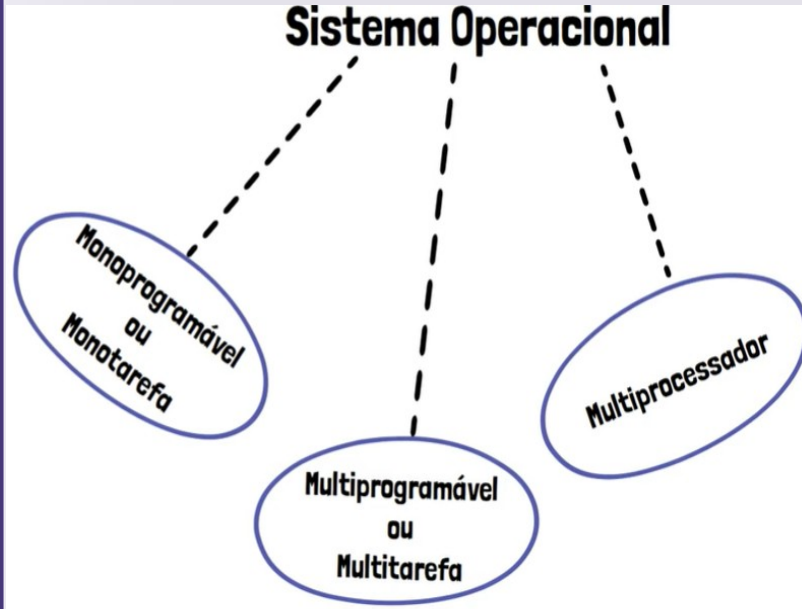 Sistema Operacional
Monoprogramável
ou
Monotarefa
Multiprogramável
ou
Multitarefa
Multiprocessador